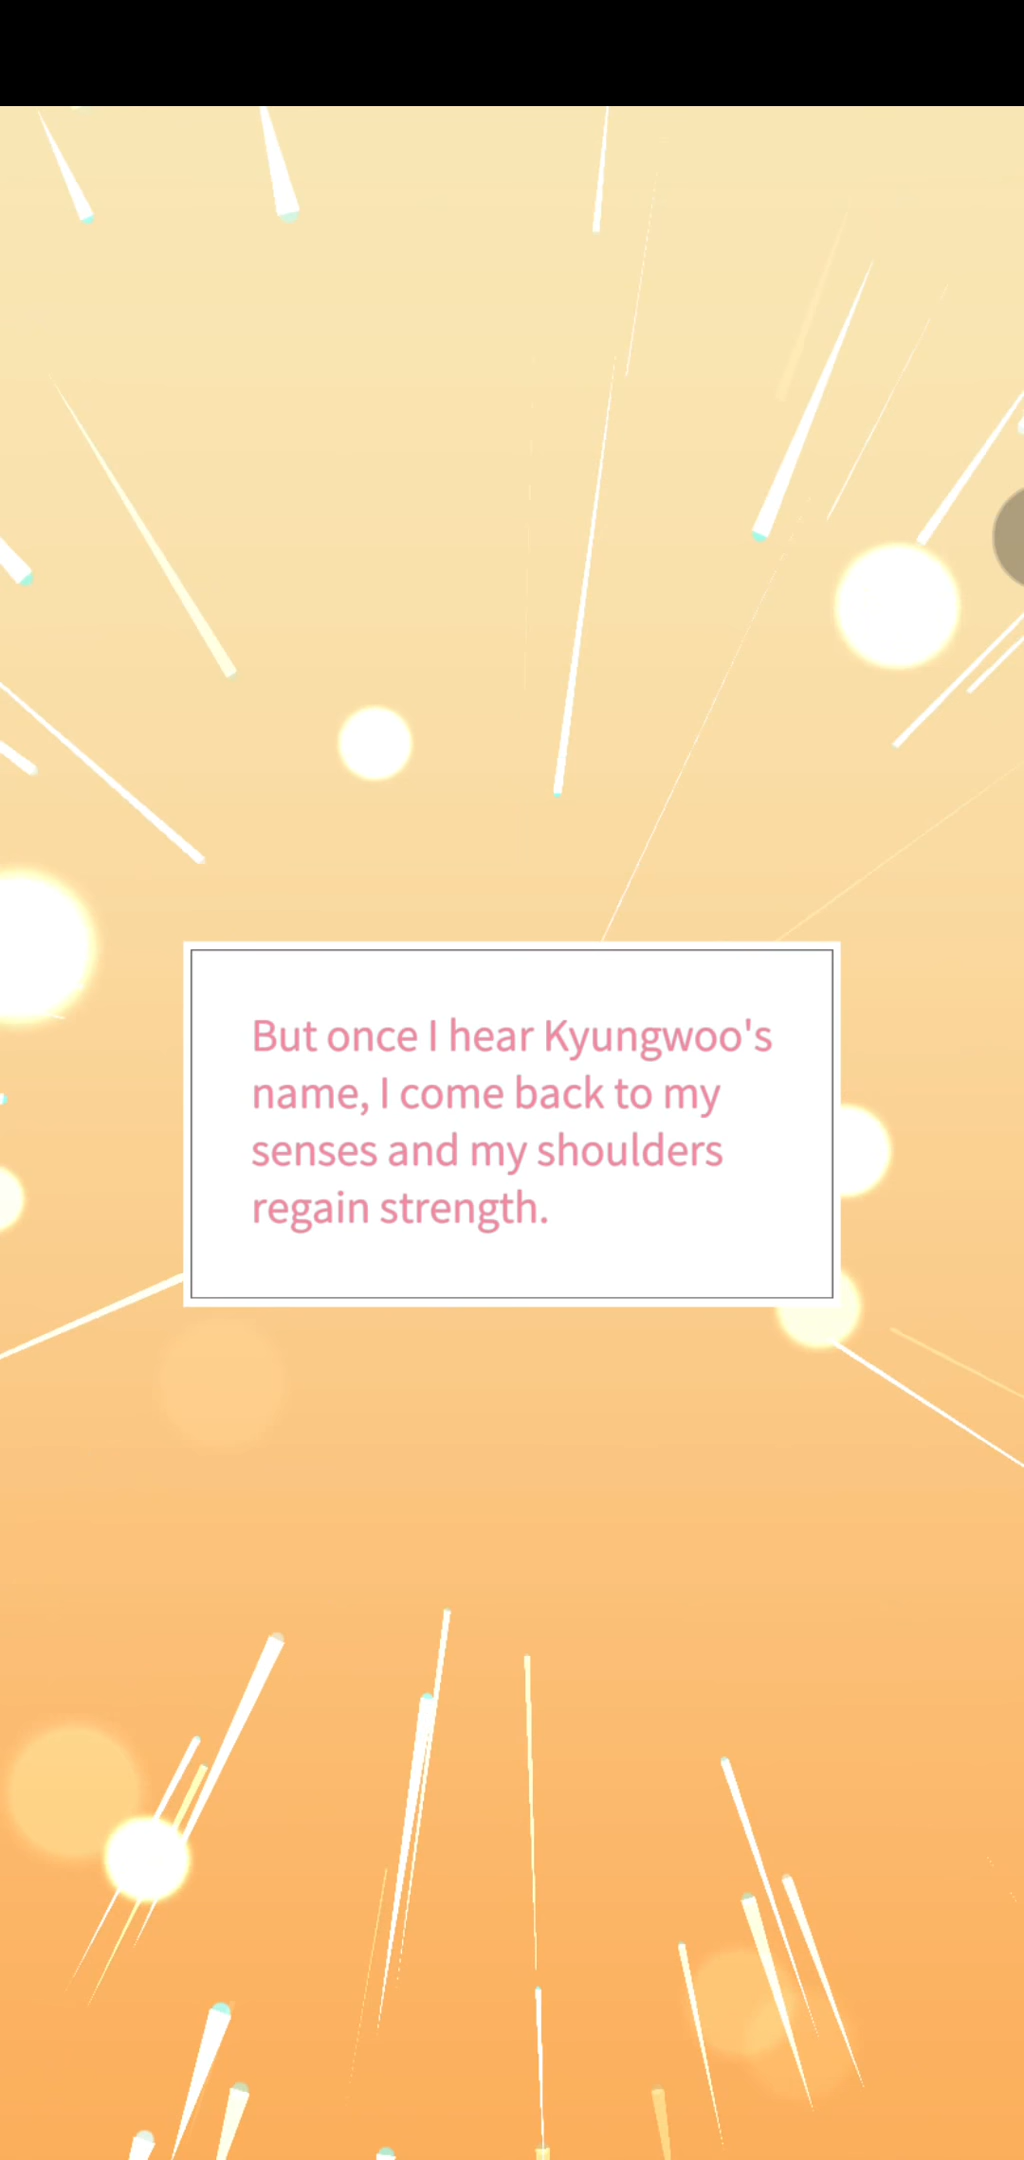 But once I hear Kyungwoo's
name, I come back to my
senses and my shoulders
regain strength.